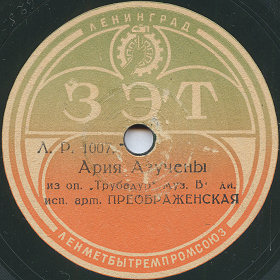 ЛЕНИНГРАД
ЗЭТ
Л. Р. 1007
Ария Азучены
из оп. „Трубадур" муз.
исп. арт. ПРЕОБРАЖЕНСКАЯ
ЛЕНМЕТБЫТРЕМПРОМСОЮЗ